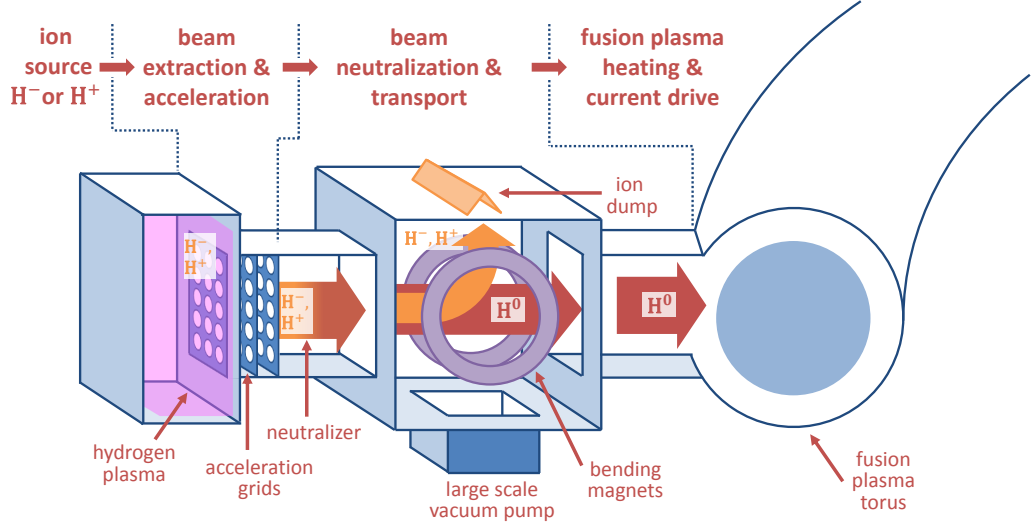 ion
source
H⁻ or H⁺
beam
extraction &
acceleration
beam
neutralization &
transport
fusion plasma
heating &
current drive
ion
dump
H⁻,
H⁺
H⁻,
H⁺
H⁻, H⁺
H⁰
H⁰
hydrogen
plasma
acceleration
grids
neutralizer
large scale
vacuum pump
bending
magnets
fusion
plasma
torus